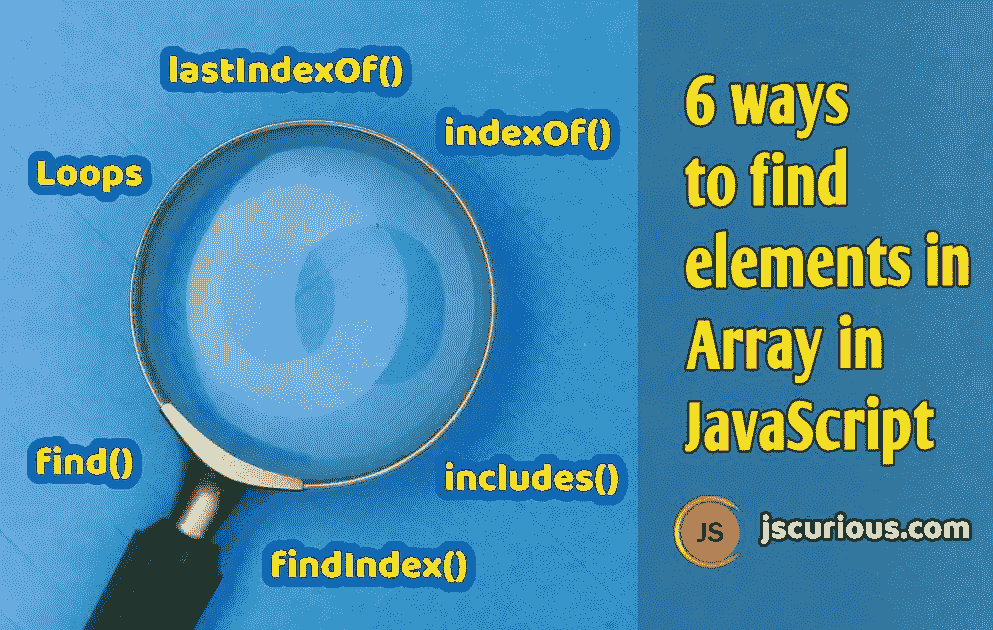 lastIndexOf()
indexOf()
Loops
find()
includes()
findIndex()
6 ways
to find
elements in
Array in
JavaScript
JS
jscurious.com